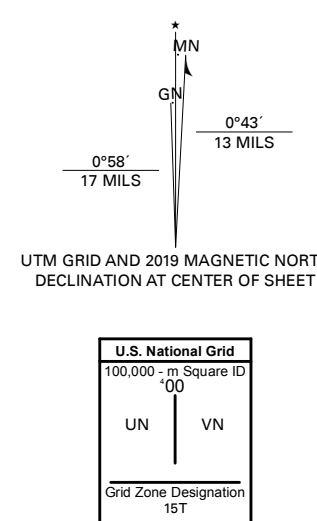 ★
MN
GN
0°43´
13 MILS
0°58´
17 MILS
UTM GRID AND 2019 MAGNETIC NORT
DECLINATION AT CENTER OF SHEET
U.S. National Grid
100,000 - m Square ID
⁴00
UN VN
Grid Zone Designation
15T